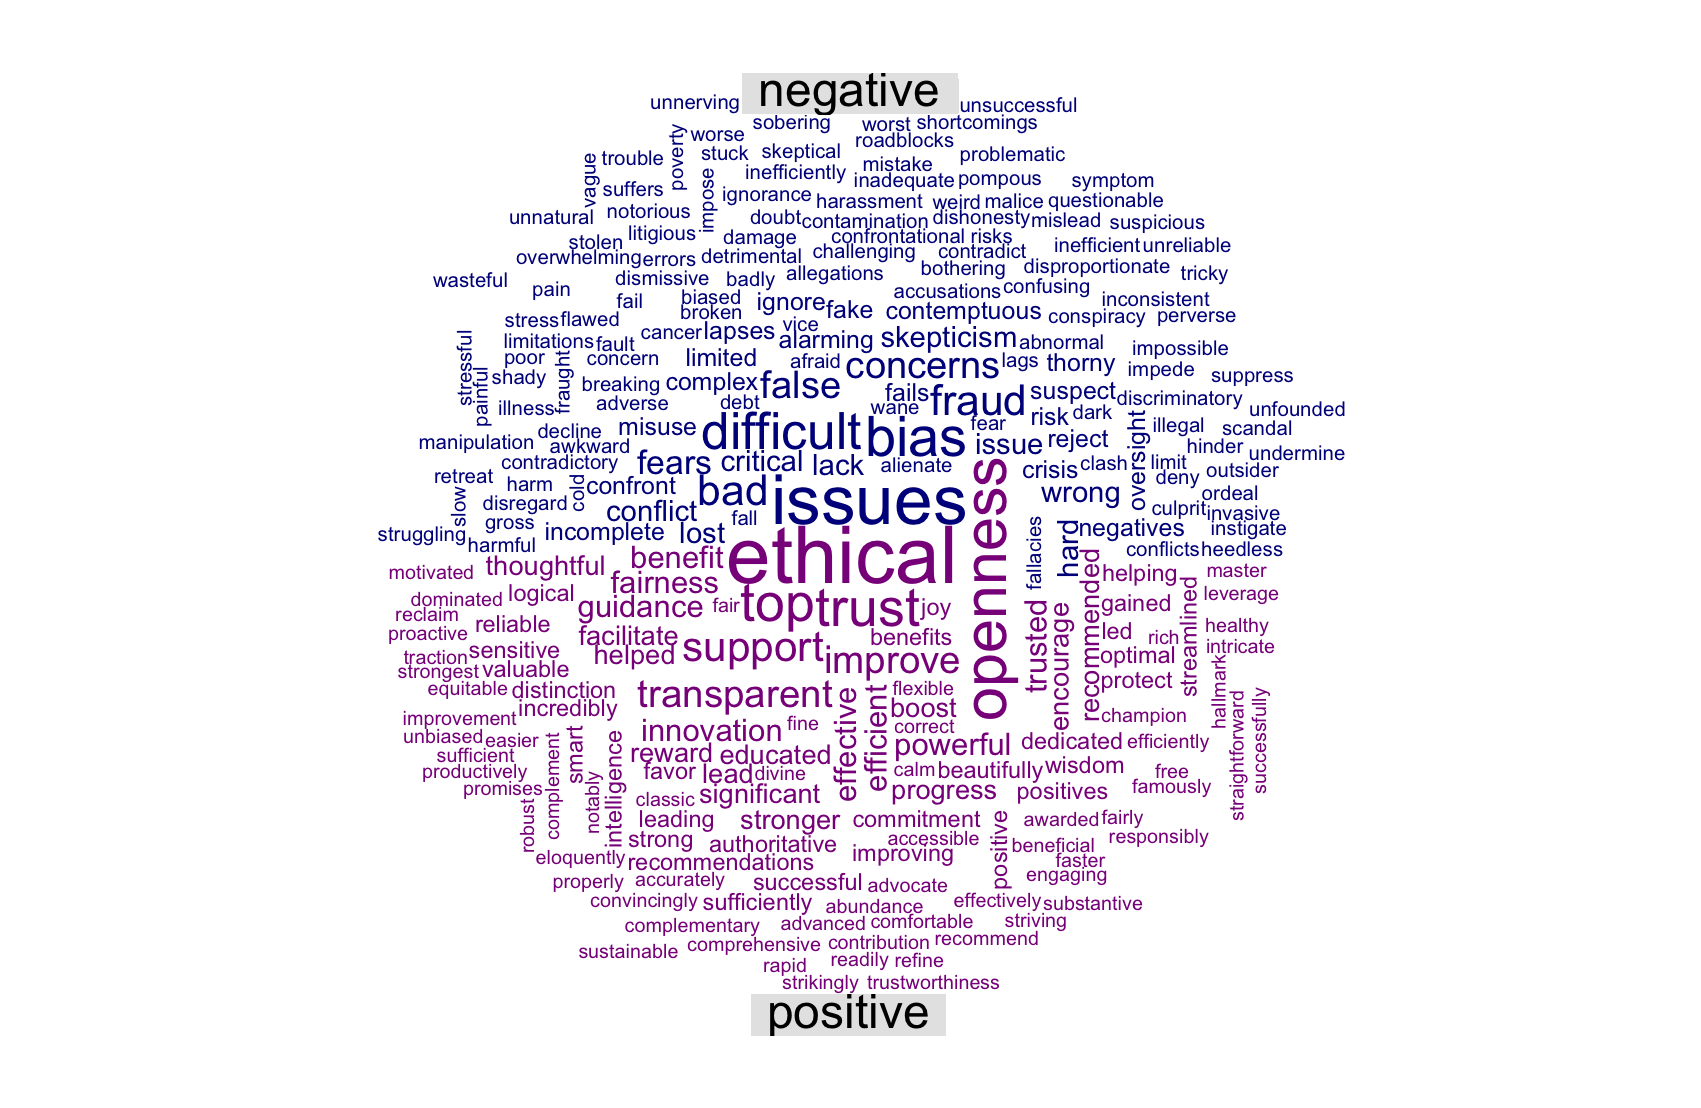 negative
unnerving unsuccessful
sobering worst shortcomings
poverty worse roadblocks
trouble stuck skeptical mistake problematic
vague suffers impose inefficiently inadequate pompous symptom
notorious ignorance harassment weird malice questionable
unnatural litigious doubt contamination dishonesty mislead suspicious
stolen damage confrontational risks inefficient unreliable
overwhelming errors detrimental challenging contradict
wasteful dismissive badly allegations bothering disproportionate tricky
pain biased accusations confusing
fail broken ignore fake contemptuous inconsistent
stress flawed cancer lapses vice conspiracy perverse
stressful limitations fault alarming skepticism abnormal impossible
poor concern limited afraid concerns lags thorny
painful shady fraught breaking complex false fails impede suppress
illness adverse debt wane fraud suspect discriminatory unfounded
decline misuse difficult bias fear risk dark illegal scandal
manipulation awkward issue reject oversight hinder undermine
contradictory fears critical lack alienate crisis clash limit outsider
retreat harm cold confront bad wrong deny ordeal
slow disregard conflict issues culprit invasive
gross incomplete lost fall hard negatives instigate
struggling harmful fallacies conflicts heedless
motivated thoughtful benefit ethical openness helping master
dominated logical fairness leverage
reclaim guidance fair top trust joy trusted encourage recommended gained streamlined
proactive reliable facilitate benefits led rich healthy
traction sensitive helped support improve optimal intricate
strongest valuable protect
equitable distinction transparent flexible hallmark
improvement incredibly effective efficient boost champion straightforward successfully
unbiased easier smart innovation fine correct
sufficient intelligence reward educated powerful dedicated efficiently
productively favor lead divine calm beautifully wisdom free
promises complement notably classic significant progress positives famously
robust leading stronger commitment awarded fairly
strong authoritative accessible positive beneficial responsibly
eloquently recommendations improving faster
properly accurately successful advocate engaging
convincingly sufficiently abundance effectively substantive
complementary advanced comfortable striving
sustainable comprehensive contribution recommend
rapid readily refine
strikingly trustworthiness
positive